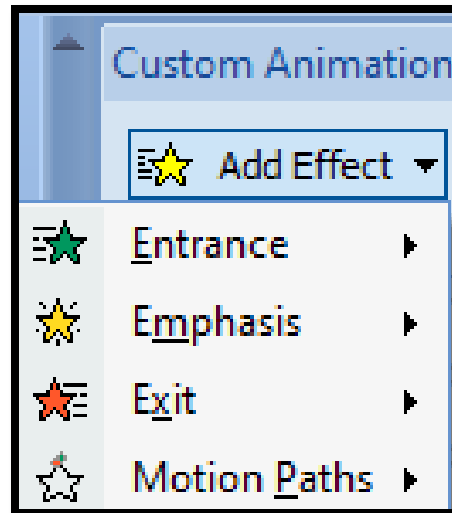 Custom Animation
Add Effect
Entrance
Emphasis
Exit
Motion Paths